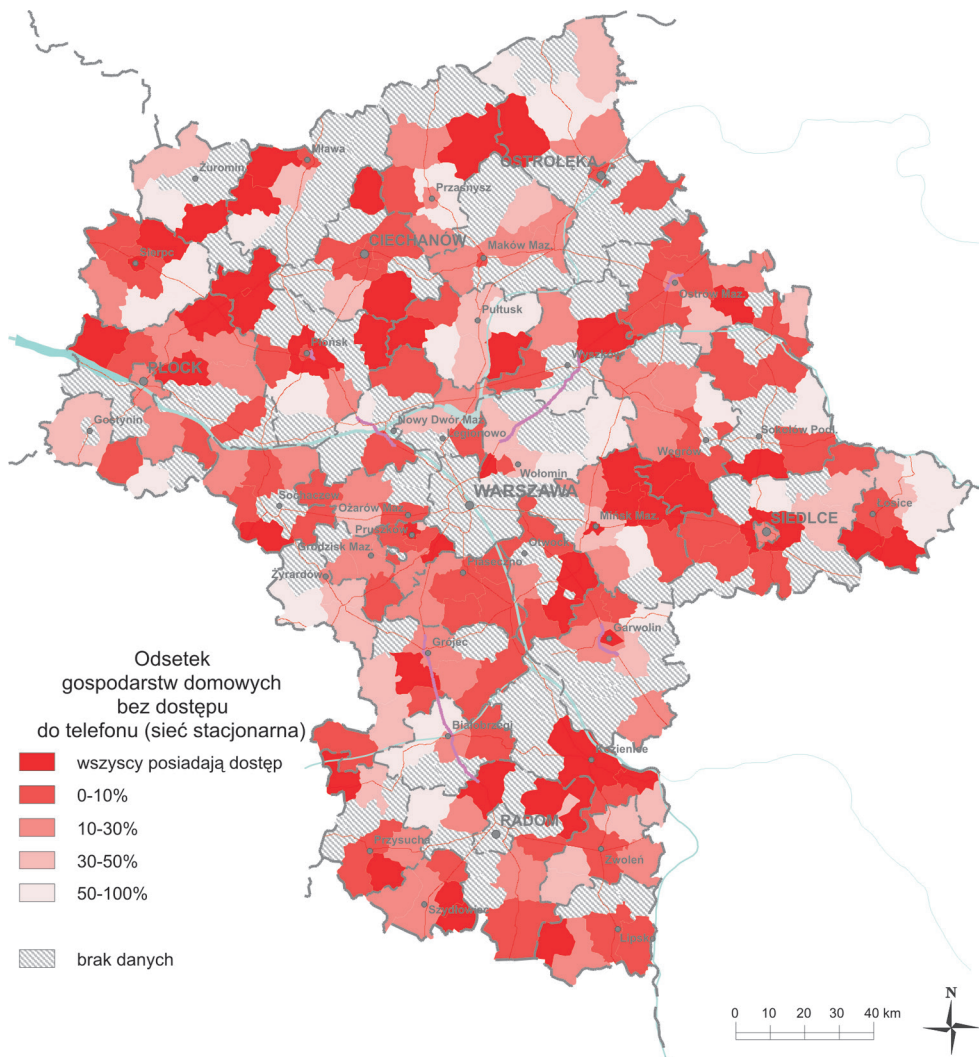 Mława
Żuromin
OSTROŁĘKA
Przasnysz
Sierpc
CIECHANÓW
Maków Maz.
Ostrów Maz.
Pułtusk
Płońsk
Wyszków
PŁOCK
Gostynin
Nowy Dwór Maz.
Legionowo
Sokołów Podl.
Węgrów
Wołomin
WARSZAWA
Sochaczew
Ożarów Maz.
Pruszków
Mińsk Maz.
SIEDLCE
Łosice
Grodzisk Maz.
Otwock
Piaseczno
Żyrardów
Garwolin
Grójec
Białobrzegi
Kozienice
RADOM
Przysucha
Zwoleń
Szydłowiec
Lipsko
Odsetek
gospodarstw domowych
bez dostępu
do telefonu (sieć stacjonarna)
wszyscy posiadają dostęp
0-10%
10-30%
30-50%
50-100%
brak danych
0 10 20 30 40 km
N